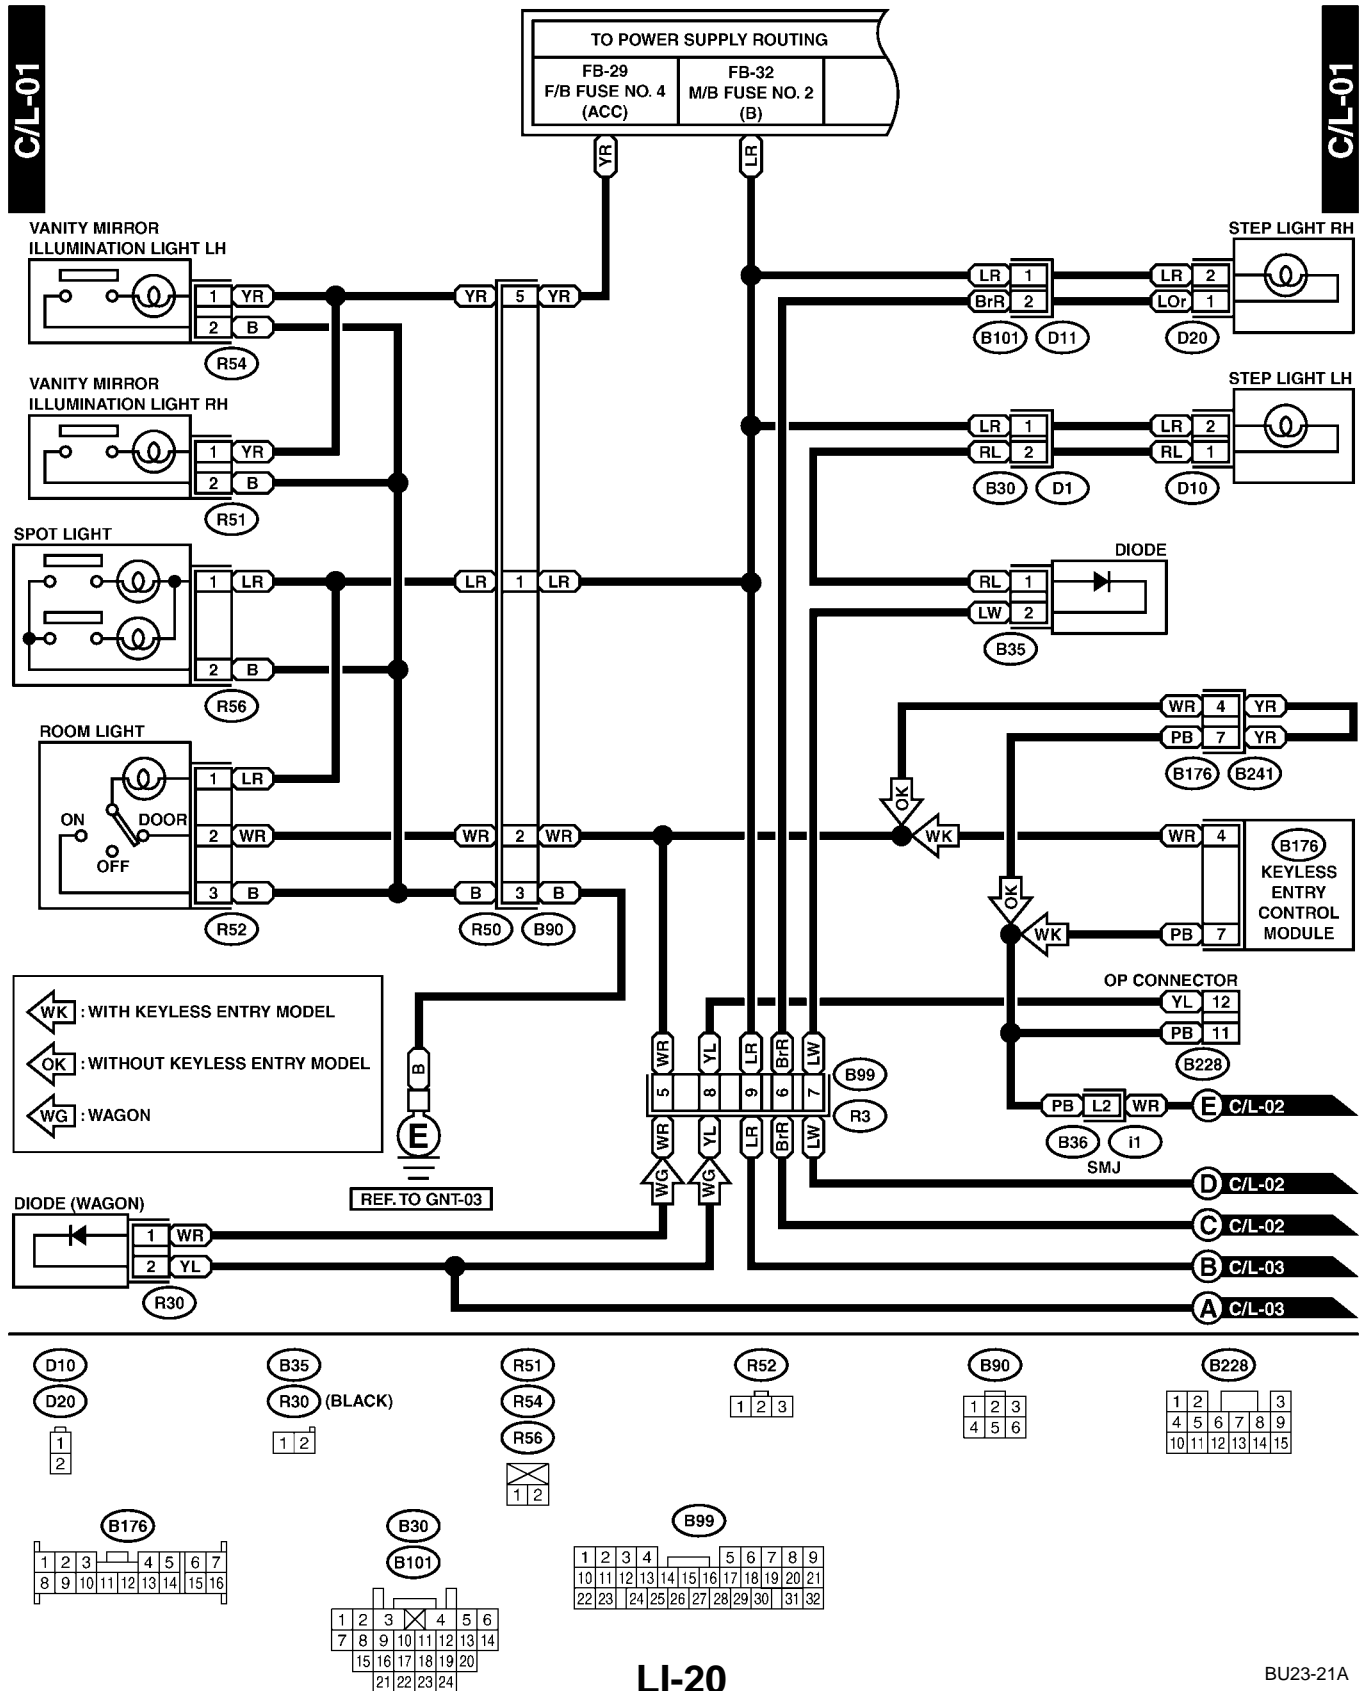 C/L-01
C/L-01
TO POWER SUPPLY ROUTING
FB-29
F/B FUSE NO. 4
(ACC)
FB-32
M/B FUSE NO. 2
(B)
YR
LR
VANITY MIRROR
ILLUMINATION LIGHT LH
1 YR
2 B
R54
YR 5 YR
VANITY MIRROR
ILLUMINATION LIGHT RH
1 YR
2 B
R51
SPOT LIGHT
1 LR
2 B
R56
LR 1 LR
ROOM LIGHT
ON
DOOR
OFF
1 LR
2 WR
3 B
R52
WR 2 WR
B 3 B
R50 B90
STEP LIGHT RH
LR 1 LR 2
BrR 2 LOr 1
B101 D11 D20
STEP LIGHT LH
LR 1 LR 2
RL 2 RL 1
B30 D1 D10
DIODE
RL 1
LW 2
B35
WR 4 YR
PB 7 YR
B176 B241
OK
WK
WR 4
B176
KEYLESS
ENTRY
CONTROL
MODULE
OK
WK
PB 7
OP CONNECTOR
YL 12
PB 11
B228
WK : WITH KEYLESS ENTRY MODEL
OK : WITHOUT KEYLESS ENTRY MODEL
WG : WAGON
B
E
REF. TO GNT-03
WR YL LR BrR LW
5 8 9 6 7
B99
R3
WR YL LR BrR LW
WG WG
PB L2 WR
B36 i1
SMJ
E C/L-02
D C/L-02
C C/L-02
B C/L-03
A C/L-03
DIODE (WAGON)
1 WR
2 YL
R30
D10
D20
1
2
B35
R30 (BLACK)
1 2
R51
R54
R56
1 2
R52
1 2 3
B90
1 2 3
4 5 6
B228
1 2 3
4 5 6 7 8 9
10 11 12 13 14 15
B176
1 2 3 4 5 6 7
8 9 10 11 12 13 14 15 16
B30
B101
1 2 3 4 5 6
7 8 9 10 11 12 13 14
15 16 17 18 19 20
21 22 23 24
B99
1 2 3 4 5 6 7 8 9
10 11 12 13 14 15 16 17 18 19 20 21
22 23 24 25 26 27 28 29 30 31 32
LI-20
BU23-21A